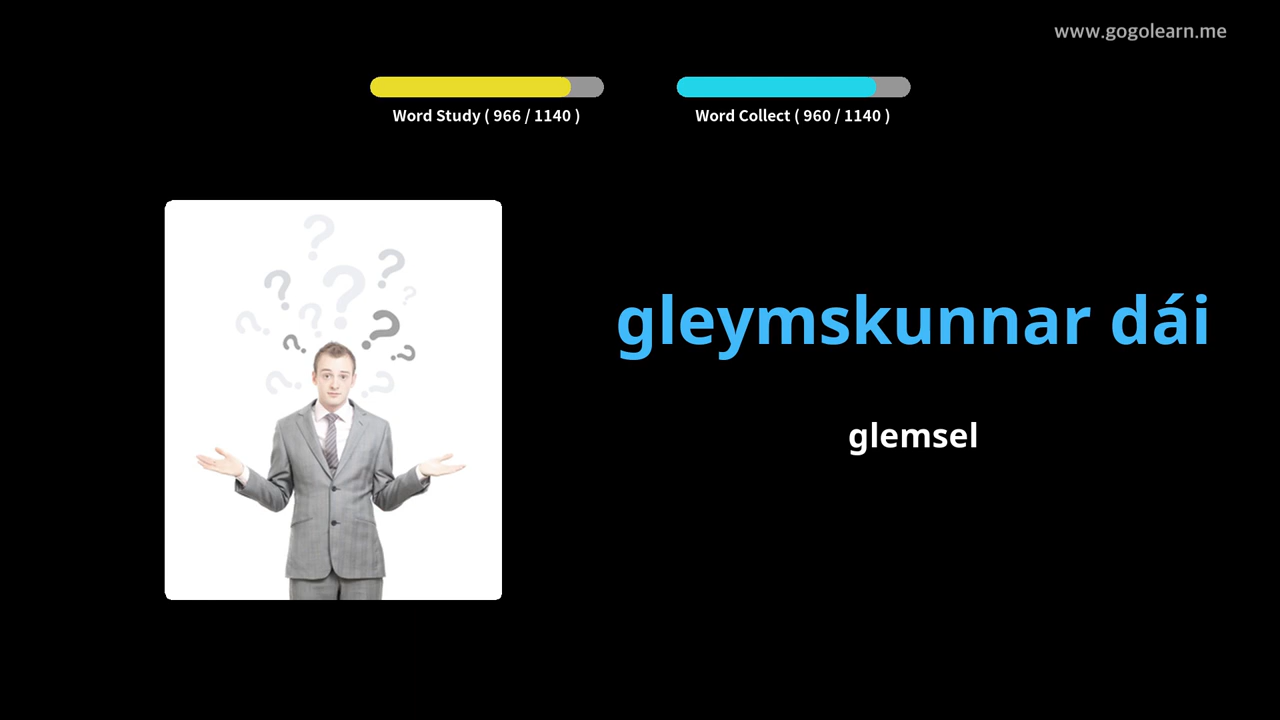 www.gogolearn.me
Word Study ( 966 / 1140 )
Word Collect ( 960 / 1140 )
gleymskunnar dái
glemsel